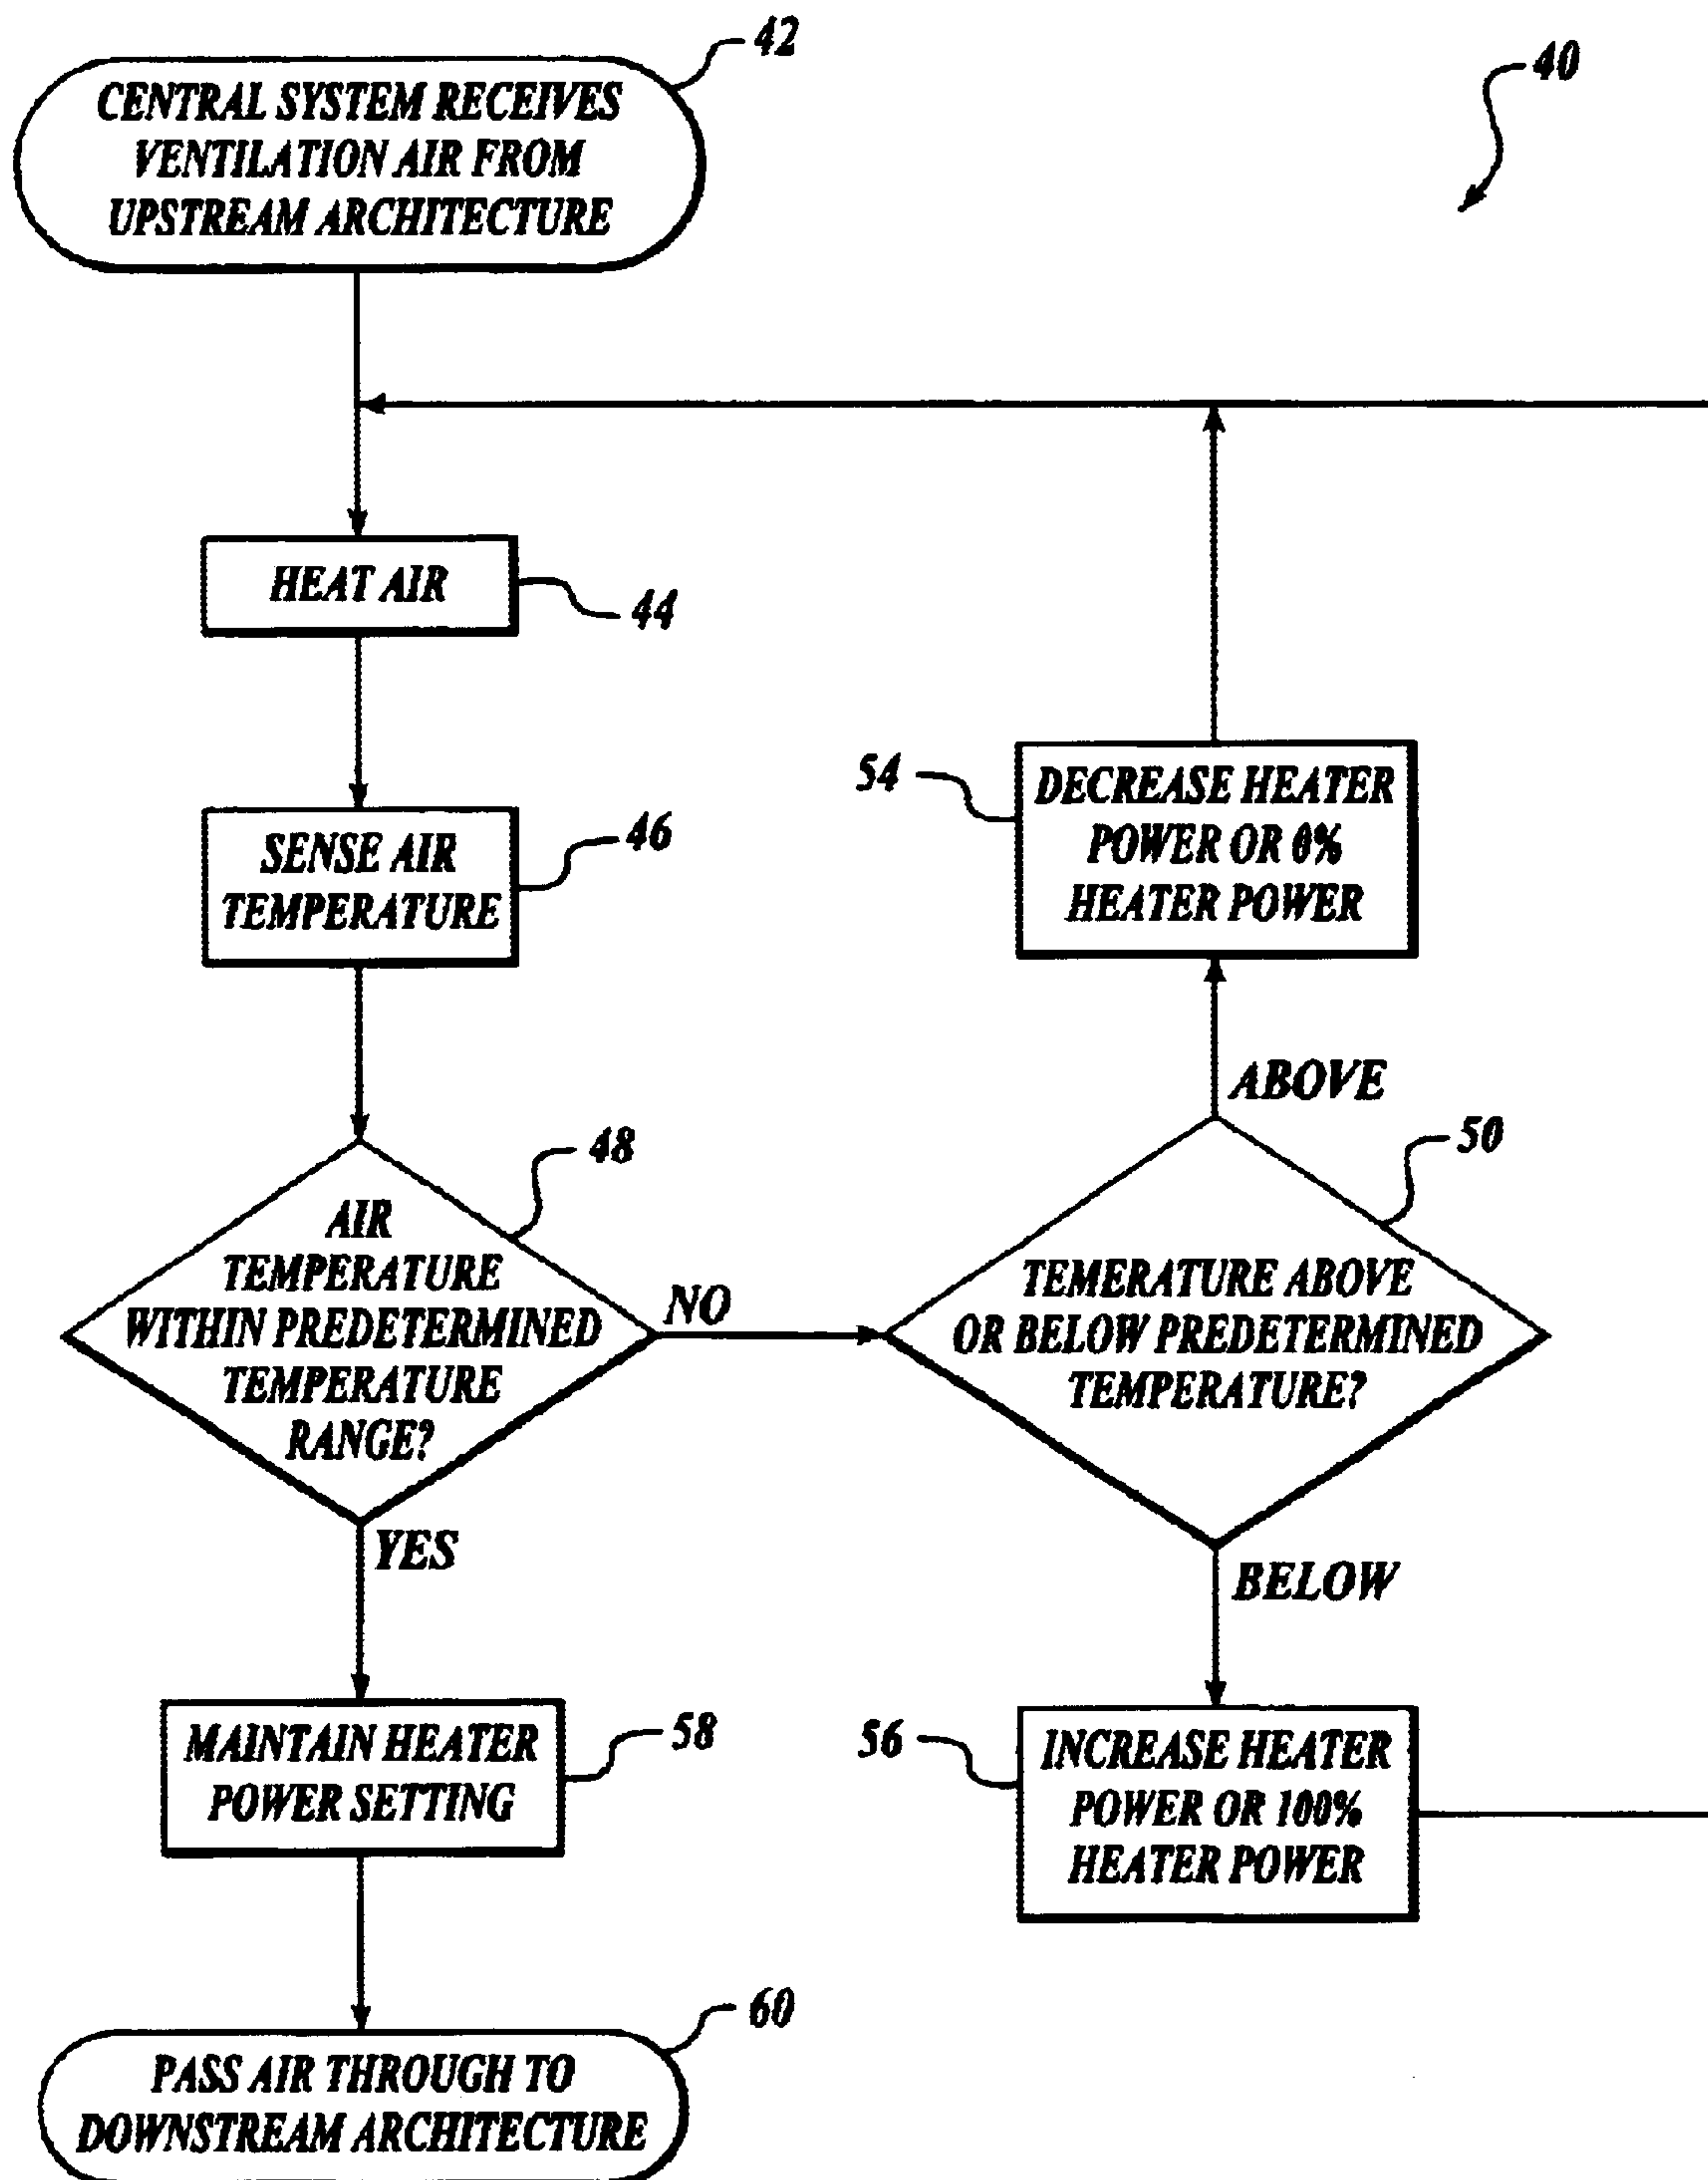 42
40
CENTRAL SYSTEM RECEIVES
VENTILATION AIR FROM
UPSTREAM ARCHITECTURE
HEAT AIR
44
SENSE AIR
TEMPERATURE
46
54
DECREASE HEATER
POWER OR 0%
HEATER POWER
ABOVE
48
50
AIR
TEMPERATURE
WITHIN PREDETERMINED
TEMPERATURE
RANGE?
NO
TEMERATURE ABOVE
OR BELOW PREDETERMINED
TEMPERATURE?
YES
BELOW
MAINTAIN HEATER
POWER SETTING
58
56
INCREASE HEATER
POWER OR 100%
HEATER POWER
60
PASS AIR THROUGH TO
DOWNSTREAM ARCHITECTURE